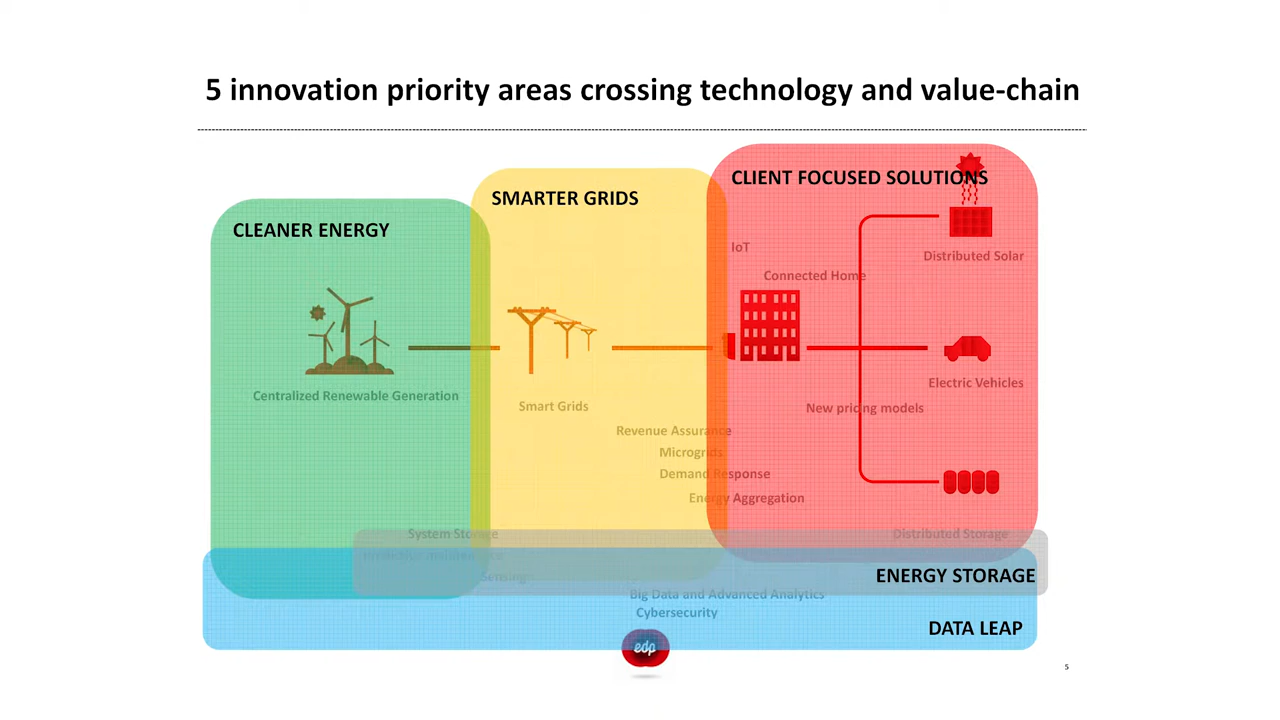 5 innovation priority areas crossing technology and value-chain
CLEANER ENERGY
SMARTER GRIDS
CLIENT FOCUSED SOLUTIONS
IoT
Connected Home
Distributed Solar
Centralized Renewable Generation
Smart Grids
Electric Vehicles
New pricing models
Revenue Assurance
Microgrids
Demand Response
Energy Aggregation
System Storage
Distributed Storage
Sensing
ENERGY STORAGE
Big Data and Advanced Analytics
Cybersecurity
DATA LEAP
edp
5